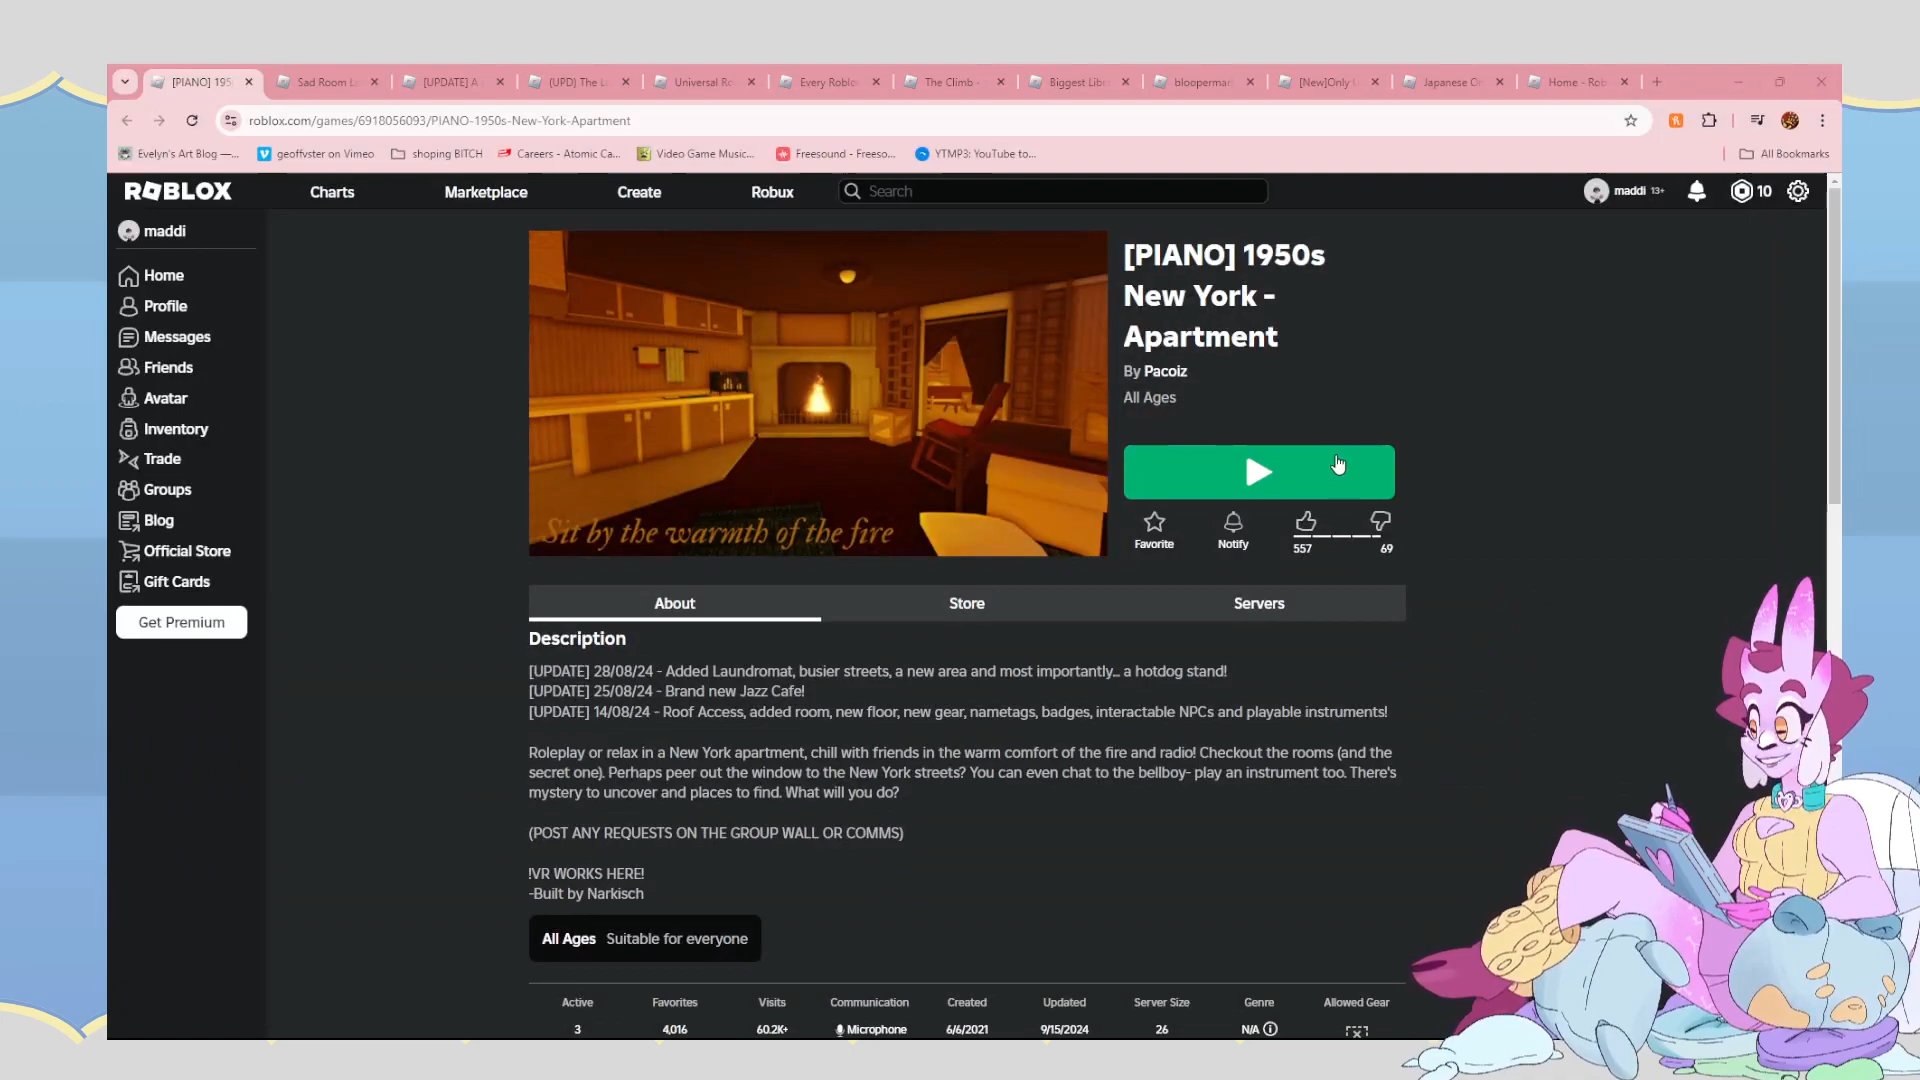 [PIANO] 195
Sad Room L
[UPDATE] A
(UPD) The L
Universal Ro
Every Roblo
The Climb -
Biggest Libr
blooperman
[New]Only
Japanese O
Home - Rob
roblox.com/games/6918056093/PIANO-1950s-New-York-Apartment
Evelyn's Art Blog —...
geoffvster on Vimeo
shoping BITCH
Careers - Atomic Ca...
Video Game Music...
Freesound - Freeso...
YTMP3: YouTube to...
All Bookmarks
ROBLOX
Charts
Marketplace
Create
Robux
Search
maddi 13+
10
maddi
Home
Profile
Messages
Friends
Avatar
Inventory
Trade
Groups
Blog
Official Store
Gift Cards
Get Premium
Sit by the warmth of the fire
[PIANO] 1950s
New York -
Apartment
By Pacoiz
All Ages
Favorite
Notify
557
69
About
Store
Servers
Description
[UPDATE] 28/08/24 - Added Laundromat, busier streets, a new area and most importantly... a hotdog stand!
[UPDATE] 25/08/24 - Brand new Jazz Cafe!
[UPDATE] 14/08/24 - Roof Access, added room, new floor, new gear, nametags, badges, interactable NPCs and playable instruments!
Roleplay or relax in a New York apartment, chill with friends in the warm comfort of the fire and radio! Checkout the rooms (and the
secret one). Perhaps peer out the window to the New York streets? You can even chat to the bellboy- play an instrument too. There's
mystery to uncover and places to find. What will you do?
(POST ANY REQUESTS ON THE GROUP WALL OR COMMS)
!VR WORKS HERE!
-Built by Narkisch
All Ages Suitable for everyone
Active
Favorites
Visits
Communication
Created
Updated
Server Size
Genre
Allowed Gear
3
4,016
60.2K+
Microphone
6/6/2021
9/15/2024
26
N/A